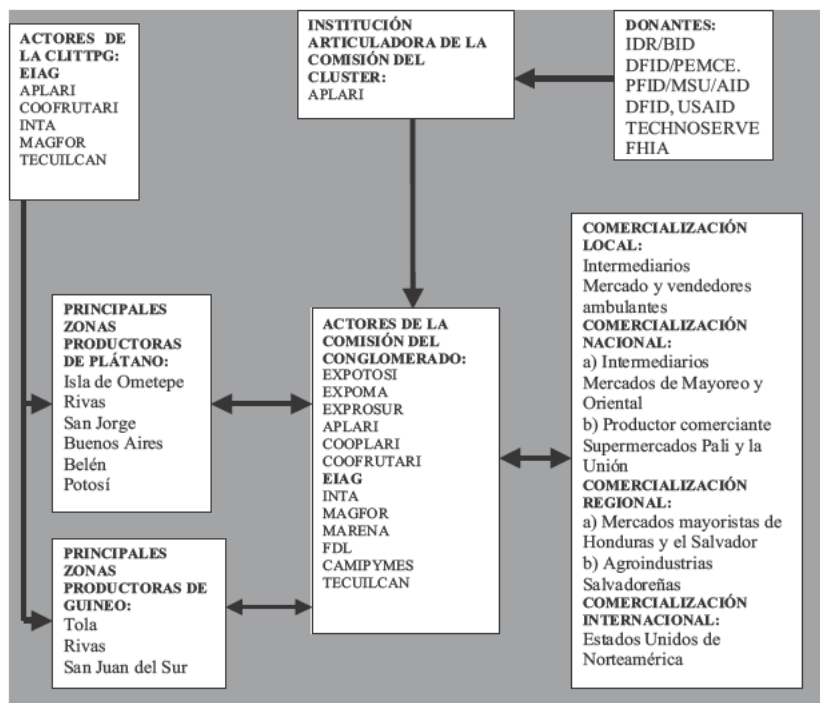 ACTORES DE
LA CLITTPG:
EIAG
APLARI
COOFRUTARI
INTA
MAGFOR
TECUILCAN
INSTITUCIÓN
ARTICULADORA DE LA
COMISIÓN DEL
CLUSTER:
APLARI
DONANTES:
IDR/BID
DFID/PEMCE.
PFID/MSU/AID
DFID, USAID
TECHNOSERVE
FHIA
PRINCIPALES
ZONAS
PRODUCTORAS
DE PLÁTANO:
Isla de Ometepe
Rivas
San Jorge
Buenos Aires
Belén
Potosí
PRINCIPALES
ZONAS
PRODUCTORAS DE
GUINEO:
Tola
Rivas
San Juan del Sur
ACTORES DE LA
COMISIÓN DEL
CONGLOMERADO:
EXPOTOSI
EXPOMA
EXPROSUR
APLARI
COOPLARI
COOFRUTARI
EIAG
INTA
MAGFOR
MARENA
FDL
CAMIPYMES
TECUILCAN
COMERCIALIZACIÓN
LOCAL:
Intermediarios
Mercado y vendedores
ambulantes
COMERCIALIZACIÓN
NACIONAL:
a) Intermediarios
Mercados de Mayoreo y
Oriental
b) Productor comerciante
Supermercados Pali y la
Unión
COMERCIALIZACIÓN
REGIONAL:
a) Mercados mayoristas de
Honduras y el Salvador
b) Agroindustrias
Salvadoreñas
COMERCIALIZACIÓN
INTERNACIONAL:
Estados Unidos de
Norteamérica